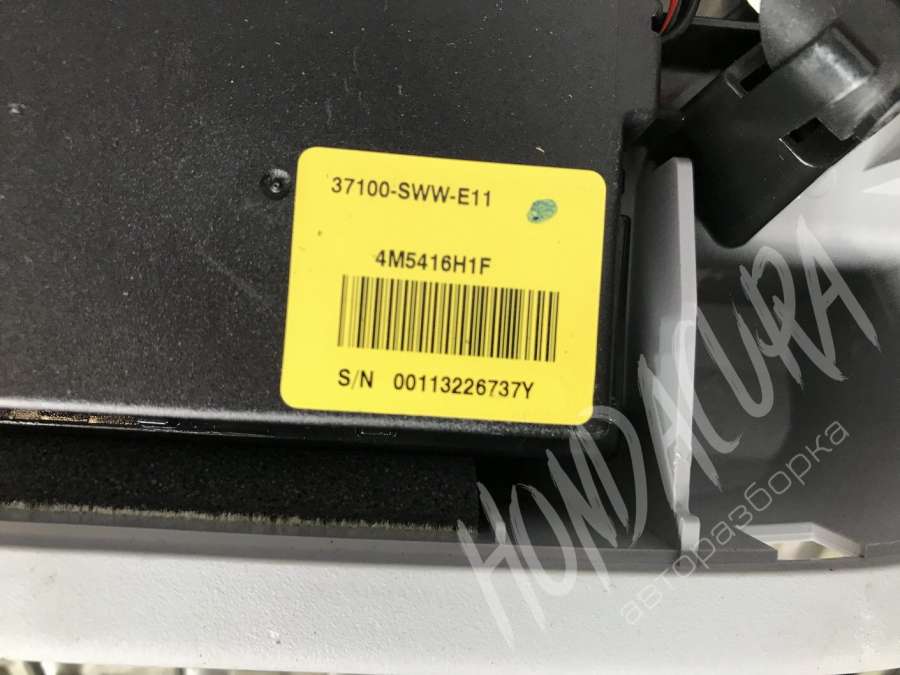 37100-SWW-E11
4M5416H1F
S/N 00113226737Y
HONDACURA
авторазборка